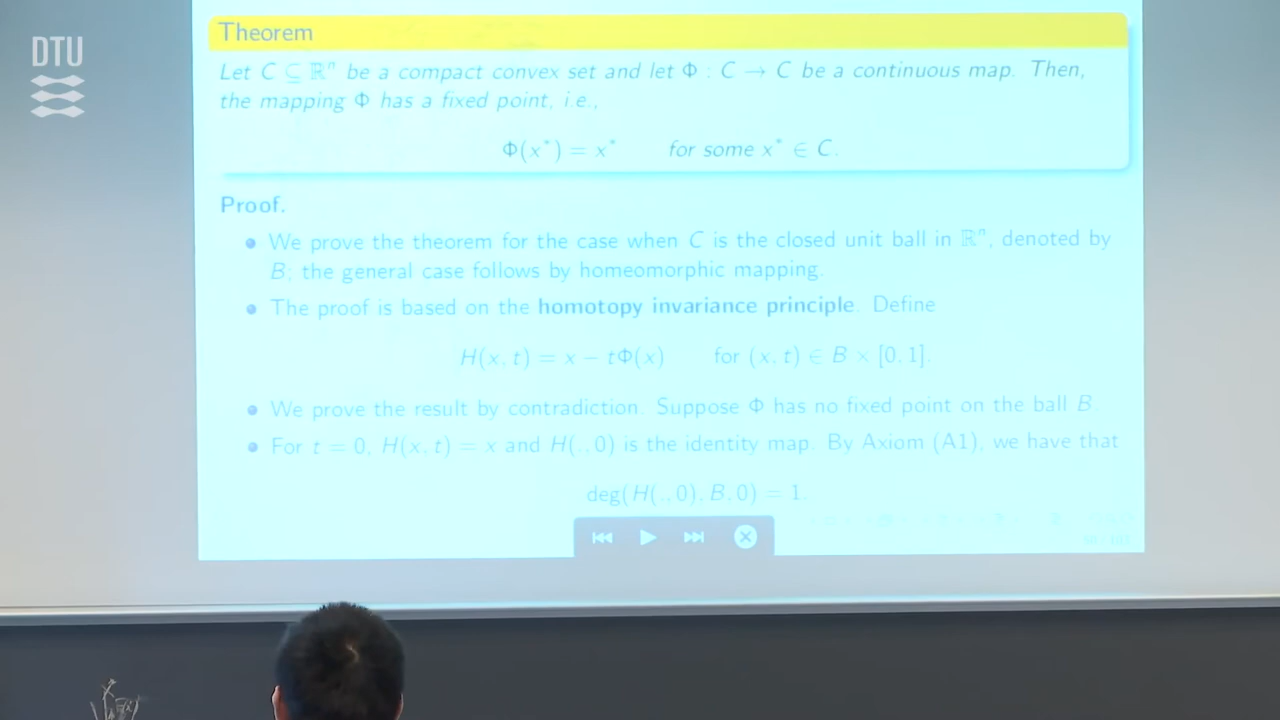 DTU
Theorem
Let C ⊆ ℝⁿ be a compact convex set and let Φ : C → C be a continuous map. Then,
the mapping Φ has a fixed point, i.e.,
Φ(x*) = x* for some x* ∈ C.
Proof.
We prove the theorem for the case when C is the closed unit ball in ℝⁿ, denoted by
B; the general case follows by homeomorphic mapping.
The proof is based on the homotopy invariance principle. Define
H(x, t) = x − tΦ(x) for (x, t) ∈ B × [0, 1].
We prove the result by contradiction. Suppose Φ has no fixed point on the ball B.
For t = 0, H(x, t) = x and H(., 0) is the identity map. By Axiom (A1), we have that
deg(H(., 0), B, 0) = 1.